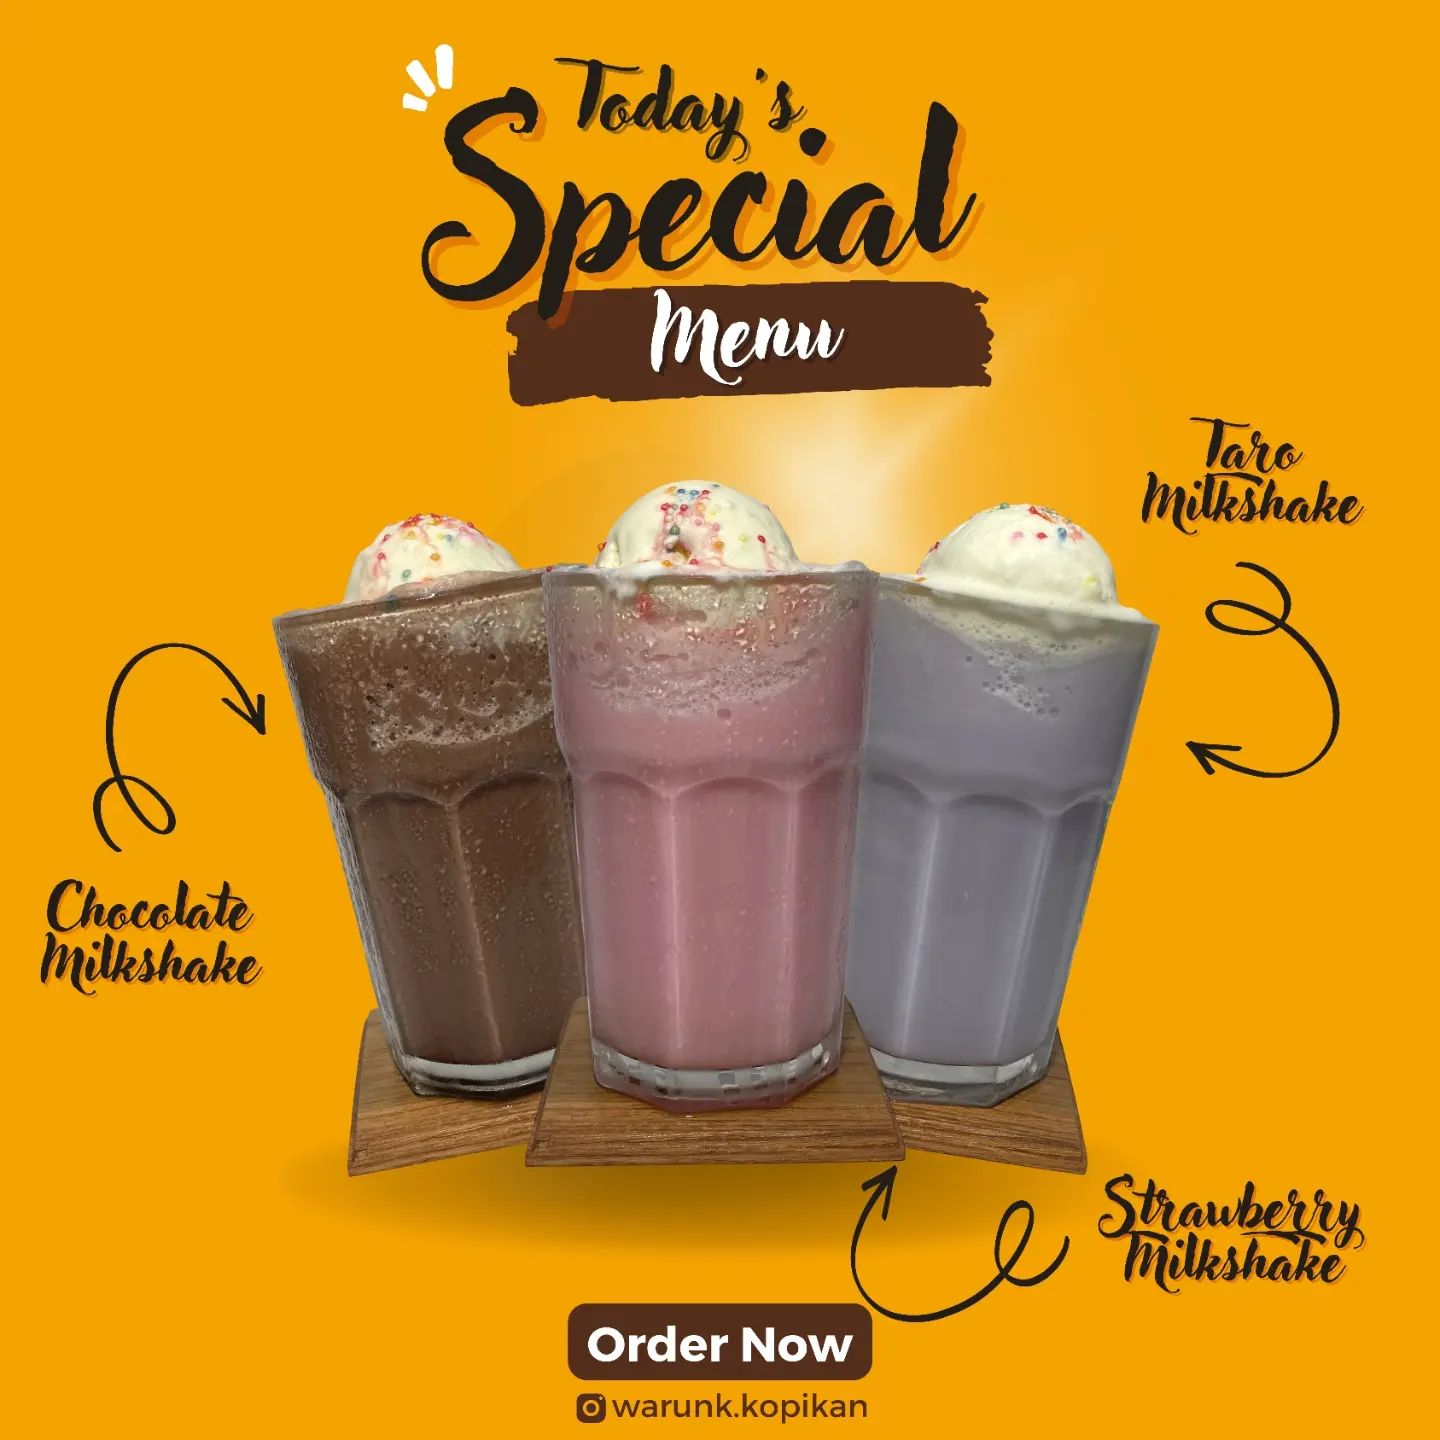 Today's
Special
Menu
Taro
Milkshake
Chocolate
Milkshake
Strawberry
Milkshake
Order Now
warunk.kopikan